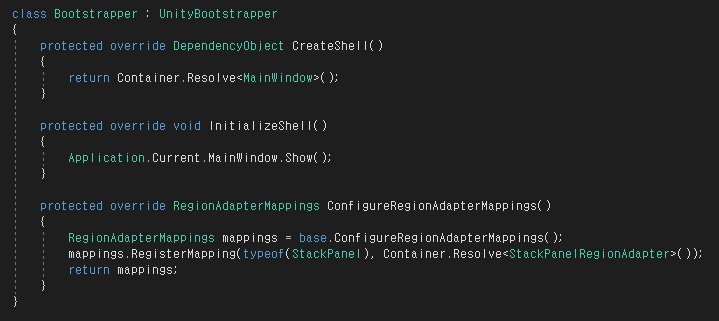 class Bootstrapper : UnityBootstrapper
{
    protected override DependencyObject CreateShell()
    {
        return Container.Resolve<MainWindow>();
    }

    protected override void InitializeShell()
    {
        Application.Current.MainWindow.Show();
    }

    protected override RegionAdapterMappings ConfigureRegionAdapterMappings()
    {
        RegionAdapterMappings mappings = base.ConfigureRegionAdapterMappings();
        mappings.RegisterMapping(typeof(StackPanel), Container.Resolve<StackPanelRegionAdapter>());
        return mappings;
    }
}